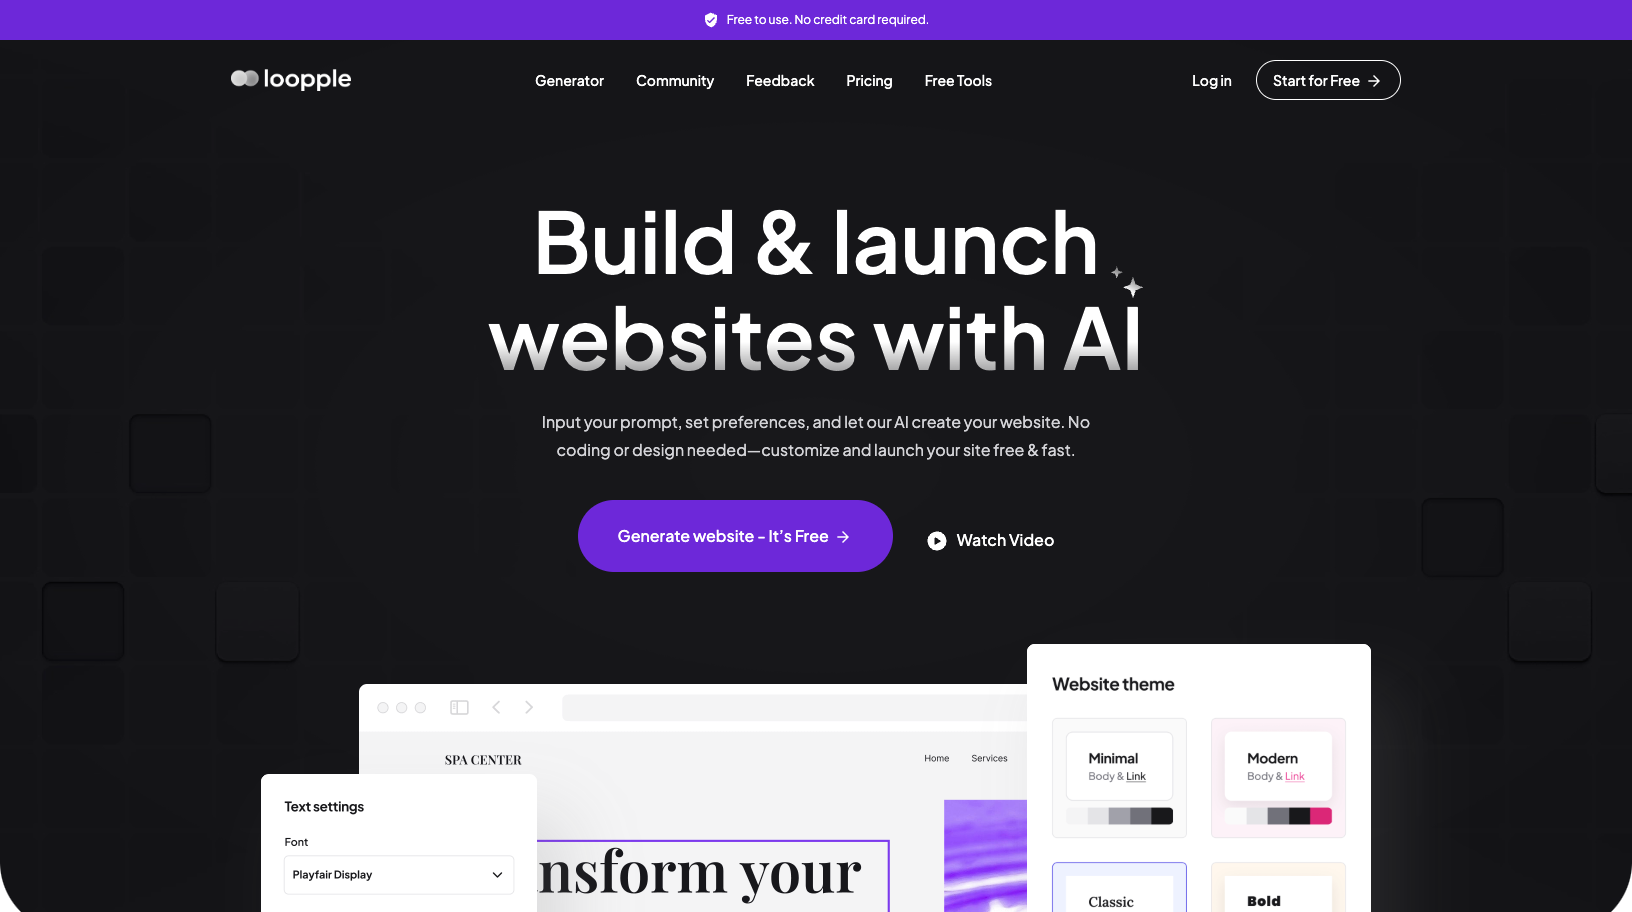 Free to use. No credit card required.
loopple
Generator
Community
Feedback
Pricing
Free Tools
Log in
Start for Free
Build & launch
websites with AI
Input your prompt, set preferences, and let our AI create your website. No
coding or design needed—customize and launch your site free & fast.
Generate website - It’s Free
Watch Video
SPA CENTER
Home
Services
nsform your
Text settings
Font
Playfair Display
Website theme
Minimal
Body & Link
Modern
Body & Link
Classic
Bold